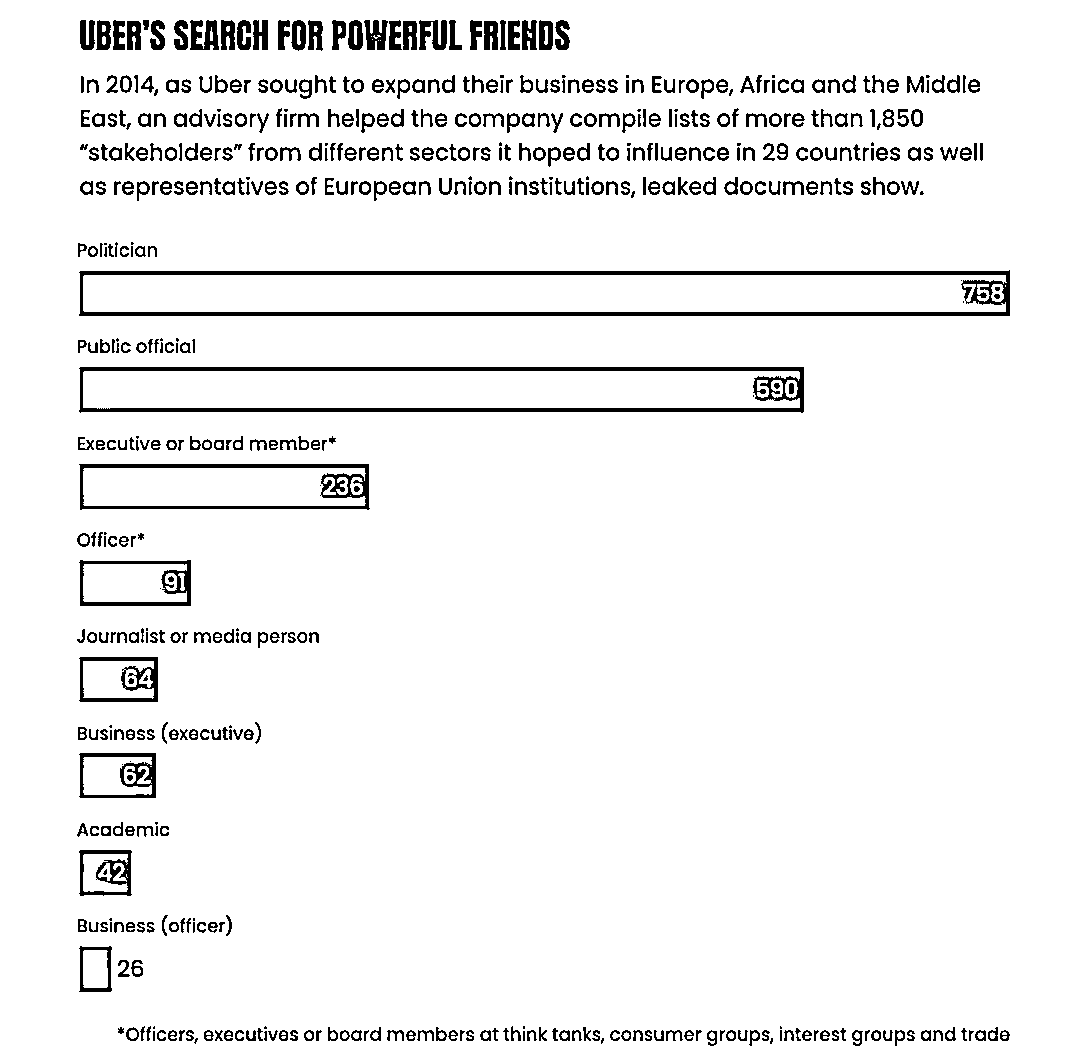 UBER'S SEARCH FOR POWERFUL FRIENDS
In 2014, as Uber sought to expand their business in Europe, Africa and the Middle
East, an advisory firm helped the company compile lists of more than 1,850
“stakeholders” from different sectors it hoped to influence in 29 countries as well
as representatives of European Union institutions, leaked documents show.
Politician
758
Public official
590
Executive or board member*
236
Officer*
91
Journalist or media person
64
Business (executive)
62
Academic
42
Business (officer)
26
*Officers, executives or board members at think tanks, consumer groups, interest groups and trade